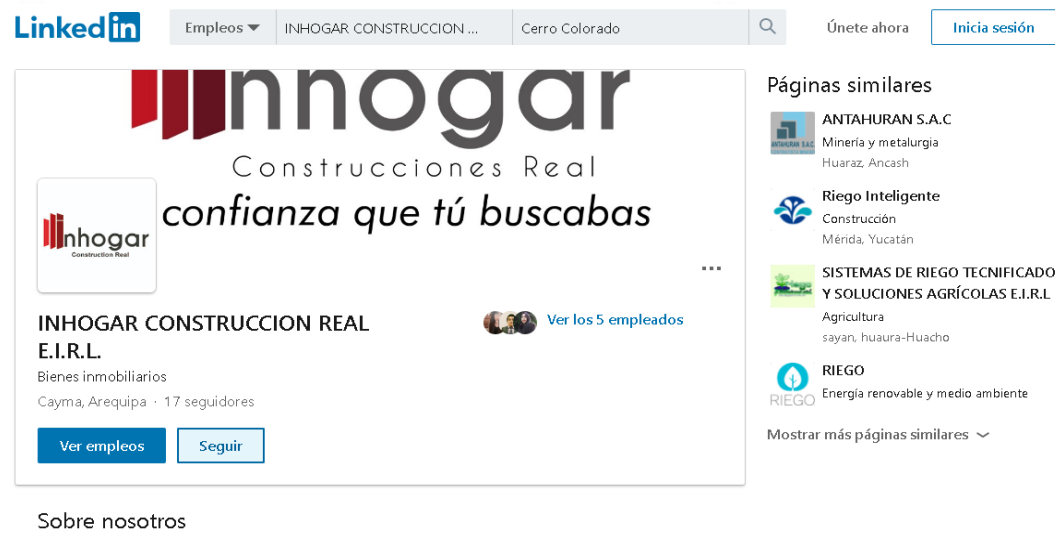 LinkedIn
Empleos
INHOGAR CONSTRUCCION ...
Cerro Colorado
Únete ahora
Inicia sesión
Inhogar
Construcciones Real
confianza que tú buscabas
Inhogar
Construction Real
INHOGAR CONSTRUCCION REAL
E.I.R.L.
Bienes inmobiliarios
Cayma, Arequipa · 17 seguidores
Ver los 5 empleados
Ver empleos
Seguir
Sobre nosotros
Páginas similares
ANTAHURAN S.A.C
ANTAHURAN S.A.C
Minería y metalurgia
Huaraz, Ancash
Riego Inteligente
Construcción
Mérida, Yucatán
SISTEMAS DE RIEGO TECNIFICADO
Y SOLUCIONES AGRÍCOLAS E.I.R.L
Agricultura
sayan, huaura-Huacho
RIEGO
RIEGO
Energía renovable y medio ambiente
Mostrar más páginas similares